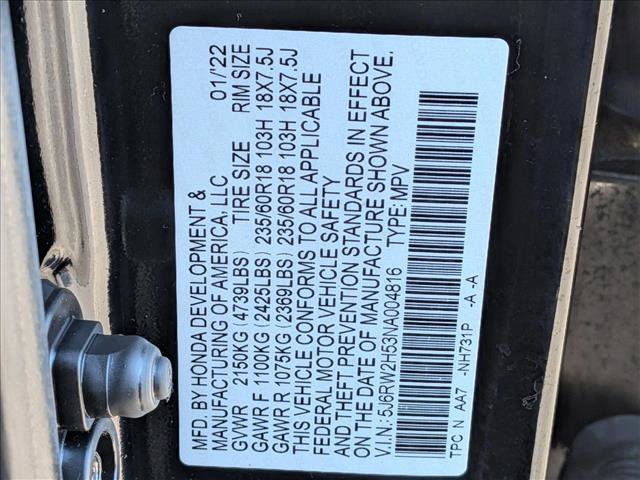 MFD. BY HONDA DEVELOPMENT &
MANUFACTURING OF AMERICA, LLC 01/'22
GVWR 2150KG(4739LBS) TIRE SIZE RIM SIZE
GAWR F 1100KG(2425LBS) 235/60R18 103H 18X7.5J
GAWR R 1075KG(2369LBS) 235/60R18 103H 18X7.5J
THIS VEHICLE CONFORMS TO ALL APPLICABLE
FEDERAL MOTOR VEHICLE SAFETY
AND THEFT PREVENTION STANDARDS IN EFFECT
ON THE DATE OF MANUFACTURE SHOWN ABOVE.
V.I.N.: 5J6RW2H53NA004816 TYPE: MPV
TPC N AA7 -NH731P -A -A